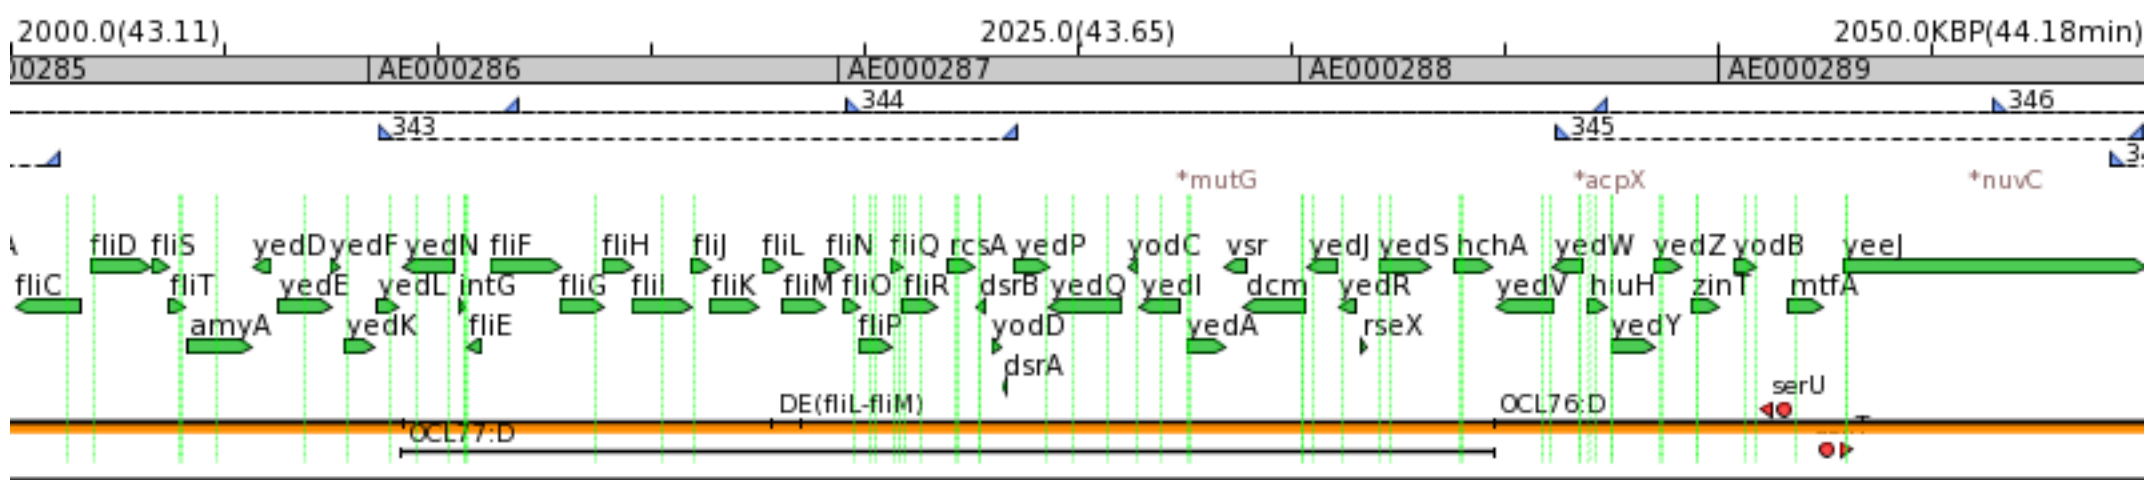 2000.0(43.11) 2025.0(43.65) 2050.0KBP(44.18min)
00285 AE000286 AE000287 AE000288 AE000289
344 346
343 345
*mutG *acpX *nuvC
fliD fliS yedD yedF yedN fliF fliH fliJ fliL fliN fliQ rcsA yedP yodC vsr yedJ yedS hchA yedW yedZ yodB yeeJ
fliC fliT yedE yedL intG fliG fliI fliK fliM fliO fliR dsrB yedQ yedI dcm yedR yedV hiuH zinT mtfA
amyA yedK fliE fliP yodD yedA rseX yedY
dsrA
serU
DE(fliL-fliM) OCL76:D
OCL77:D